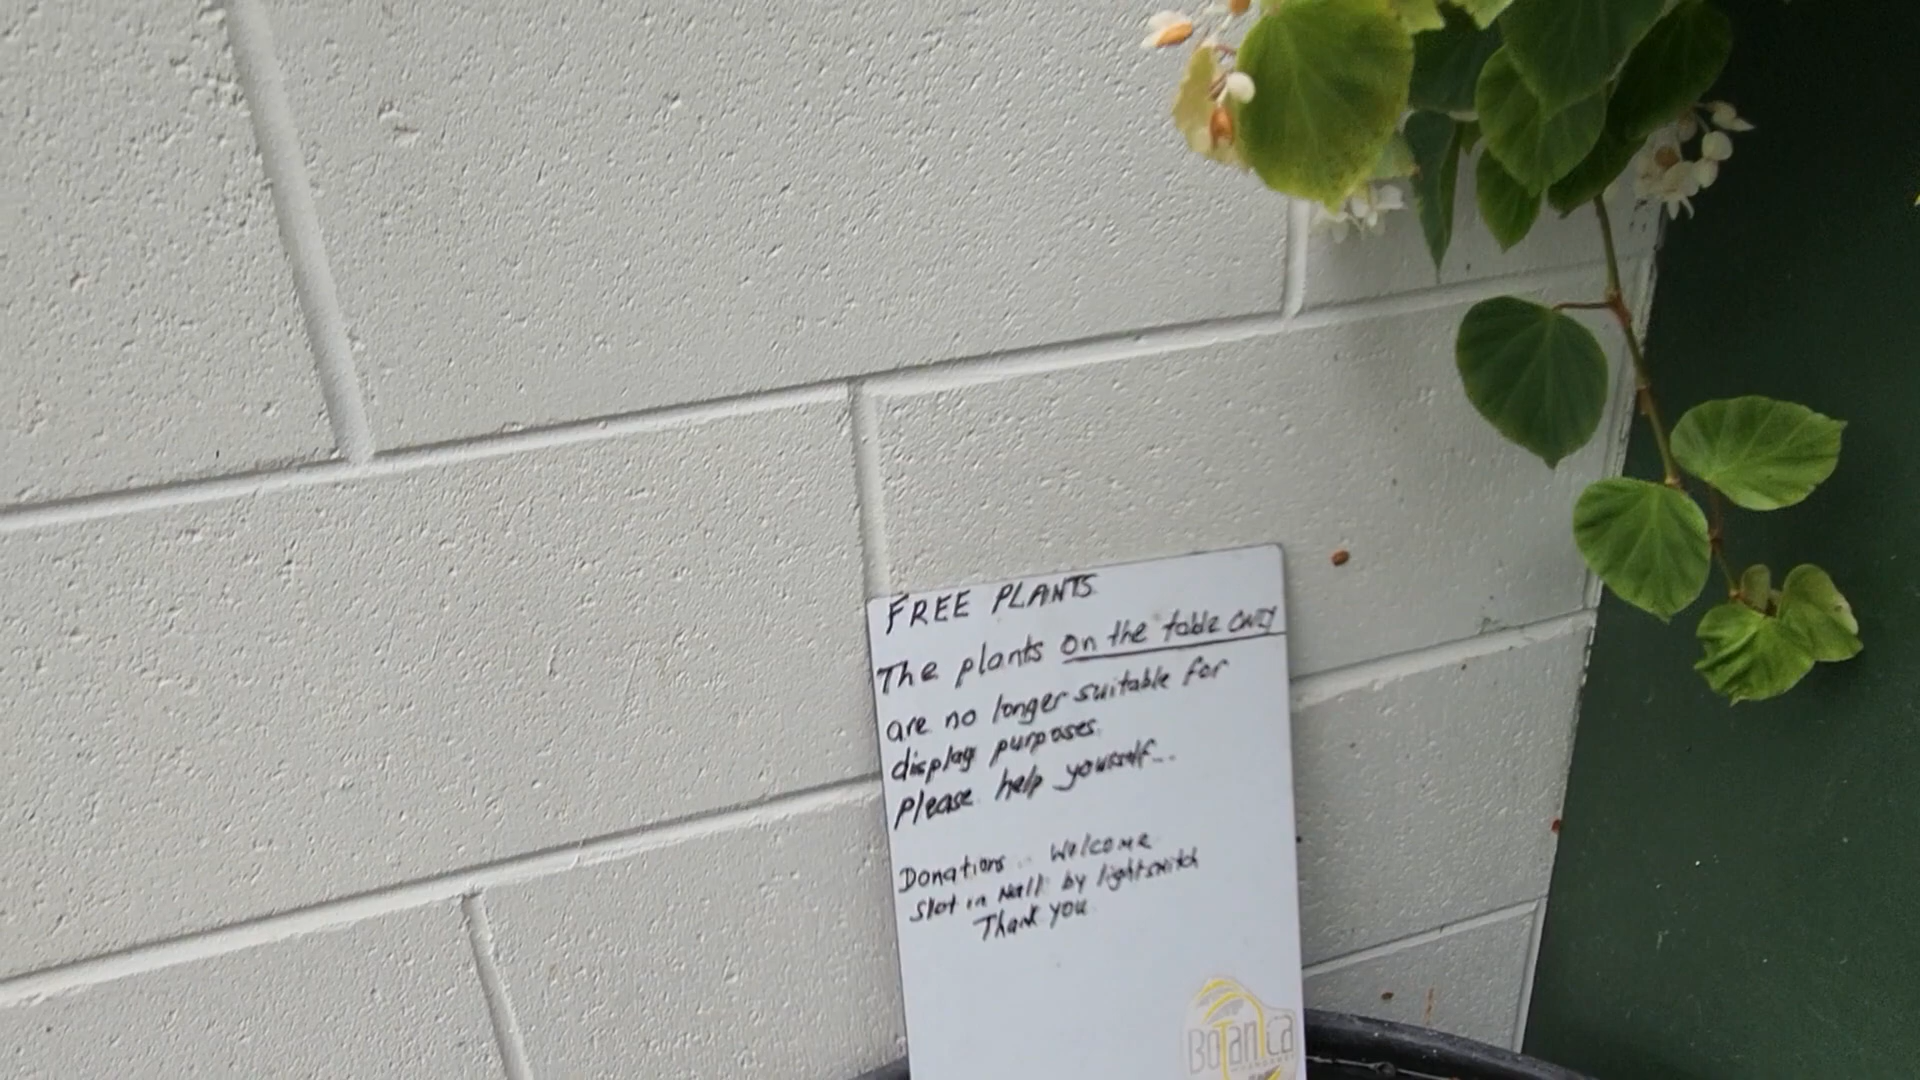 FREE PLANTS
The plants on the table ONLY
are no longer suitable for
display purposes.
Please help yourself...
Donations.. Welcome
Slot in wall by lightswitch
Thank you
BOTanIca